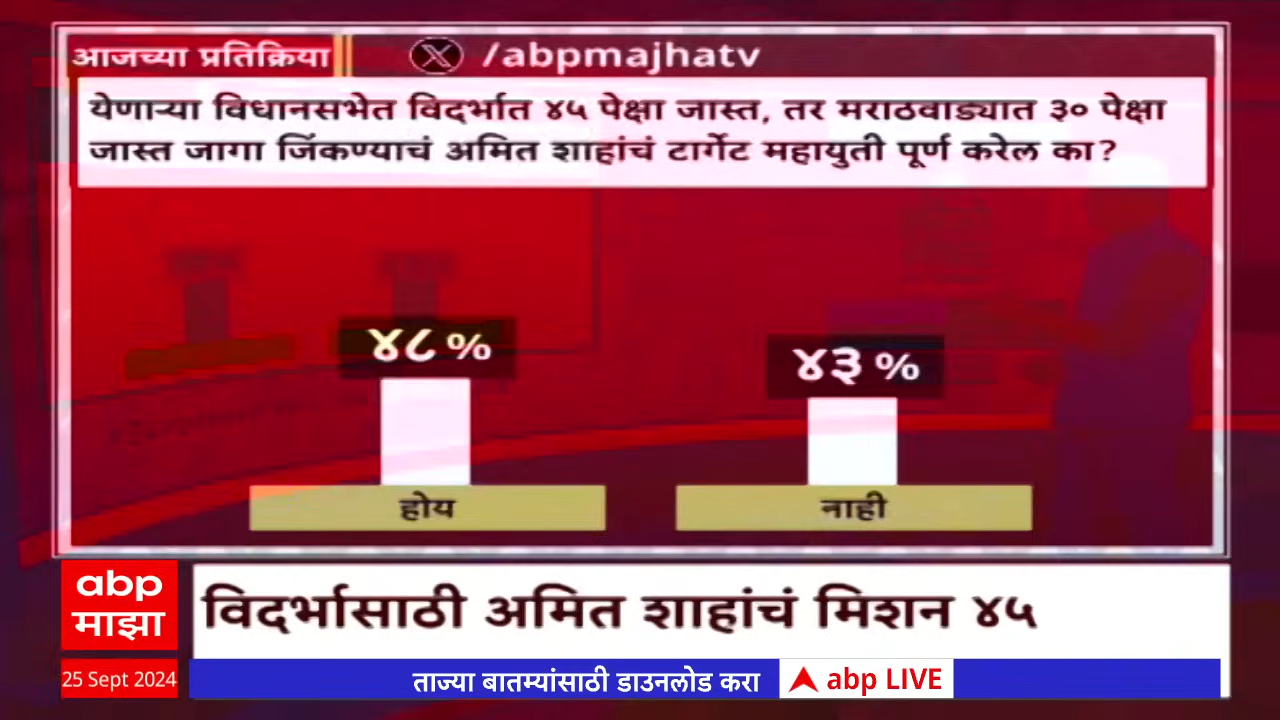 आजच्या प्रतिक्रिया
X /abpmajhatv
येणाऱ्या विधानसभेत विदर्भात ४५ पेक्षा जास्त, तर मराठवाड्यात ३० पेक्षा
जास्त जागा जिंकण्याचं अमित शाहांचं टार्गेट महायुती पूर्ण करेल का?
४८ %
४३ %
होय
नाही
abp
माझा
विदर्भासाठी अमित शाहांचं मिशन ४५
25 Sept 2024
ताज्या बातम्यांसाठी डाउनलोड करा
abp LIVE